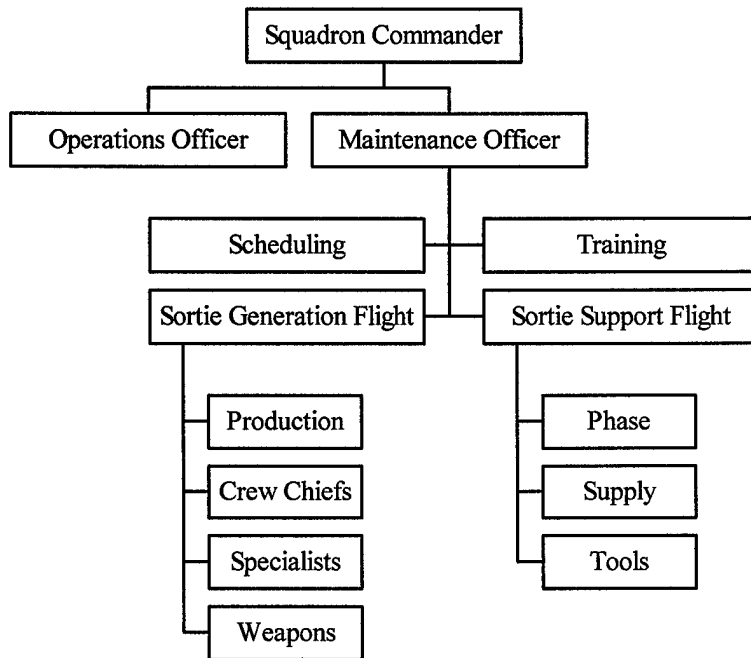 Squadron Commander
Operations Officer
Maintenance Officer
Scheduling
Training
Sortie Generation Flight
Sortie Support Flight
Production
Crew Chiefs
Specialists
Weapons
Phase
Supply
Tools